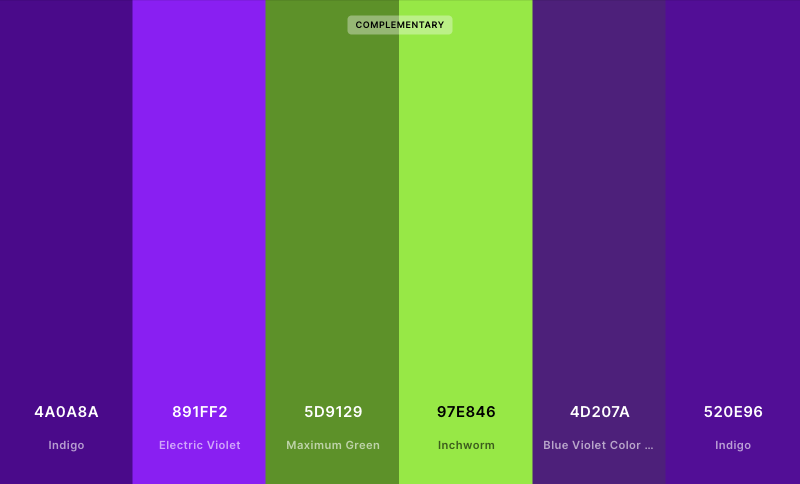 COMPLEMENTARY
4A0A8A 891FF2 5D9129 97E846 4D207A 520E96
Indigo Electric Violet Maximum Green Inchworm Blue Violet Color ... Indigo